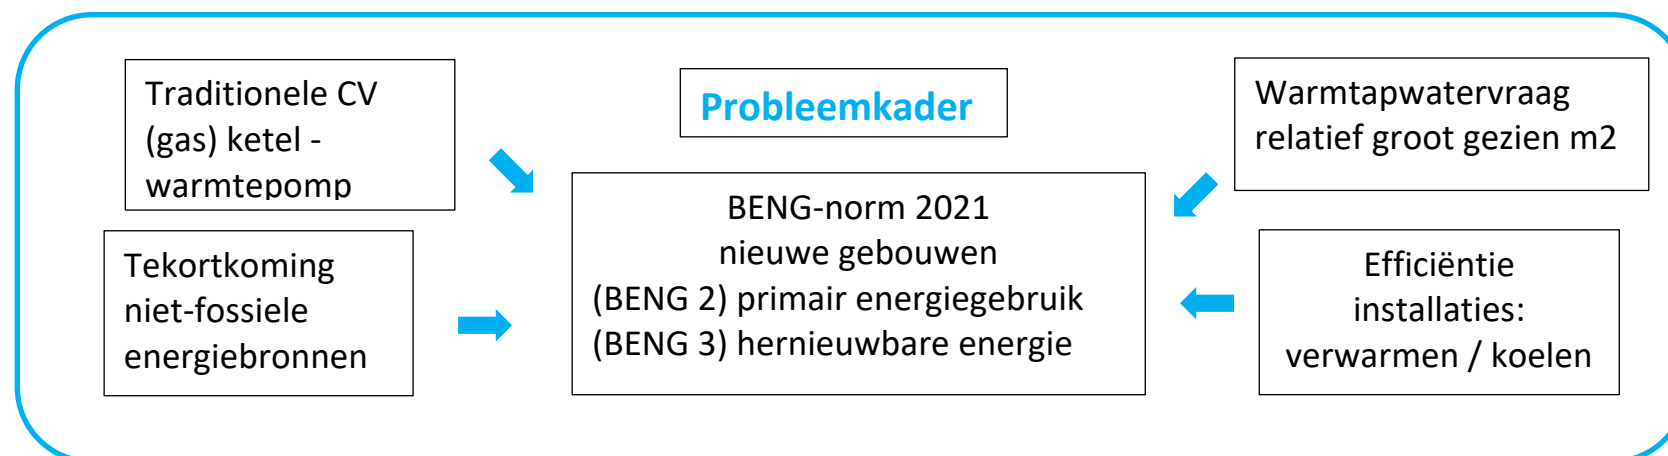 Probleemkader
Traditionele CV
(gas) ketel -
warmtepomp
Tekortkoming
niet-fossiele
energiebronnen
BENG-norm 2021
nieuwe gebouwen
(BENG 2) primair energiegebruik
(BENG 3) hernieuwbare energie
Warmtapwatervraag
relatief groot gezien m2
Efficiëntie
installaties:
verwarmen / koelen